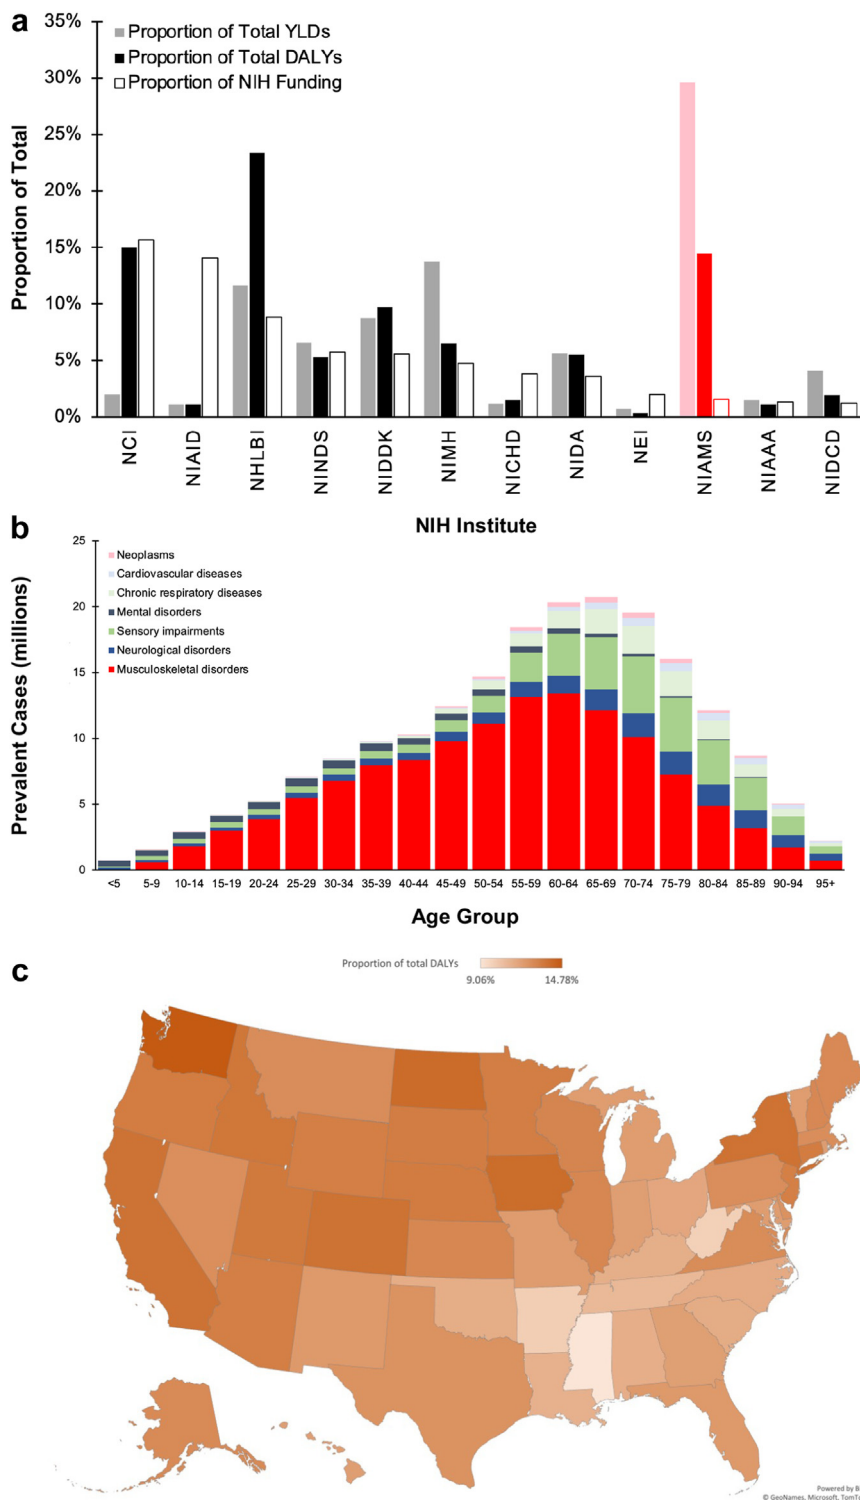 a
35%
30%
25%
20%
15%
10%
5%
0%
Proportion of Total
Proportion of Total YLDs
Proportion of Total DALYs
Proportion of NIH Funding
NCI
NIAID
NHLBI
NINDS
NIDDK
NIMH
NICHD
NIDA
NEI
NIAMS
NIAAA
NIDCD
NIH Institute
b
25
20
15
10
5
0
Prevalent Cases (millions)
Neoplasms
Cardiovascular diseases
Chronic respiratory diseases
Mental disorders
Sensory impairments
Neurological disorders
Musculoskeletal disorders
<5 5-9 10-14 15-19 20-24 25-29 30-34 35-39 40-44 45-49 50-54 55-59 60-64 65-69 70-74 75-79 80-84 85-89 90-94 95+
Age Group
c
Proportion of total DALYs
9.06% 14.78%
Powered by B
© GeoNames, Microsoft, TomT